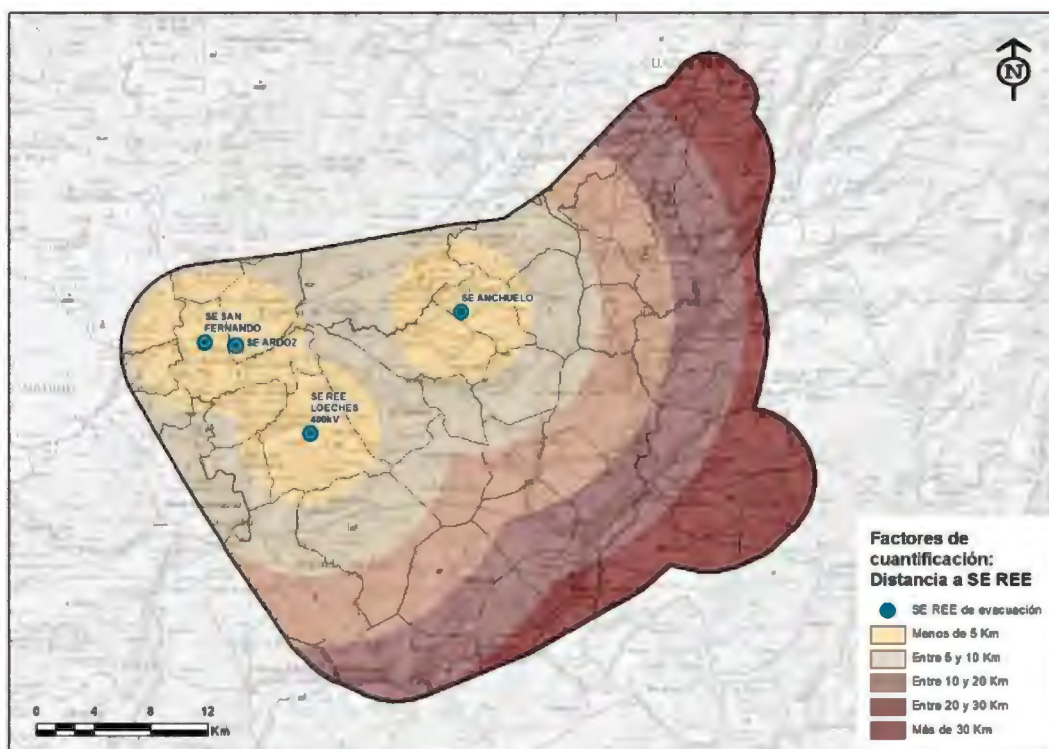 N
SE ANCHUELO
SE SAN
FERNANDO
SE ARDOZ
SE REE
LOECHES
400kV
Factores de
cuantificación:
Distancia a SE REE
SE REE de evacuación
Menos de 5 Km
Entre 5 y 10 Km
Entre 10 y 20 Km
Entre 20 y 30 Km
Más de 30 Km
0 4 8 12
Km